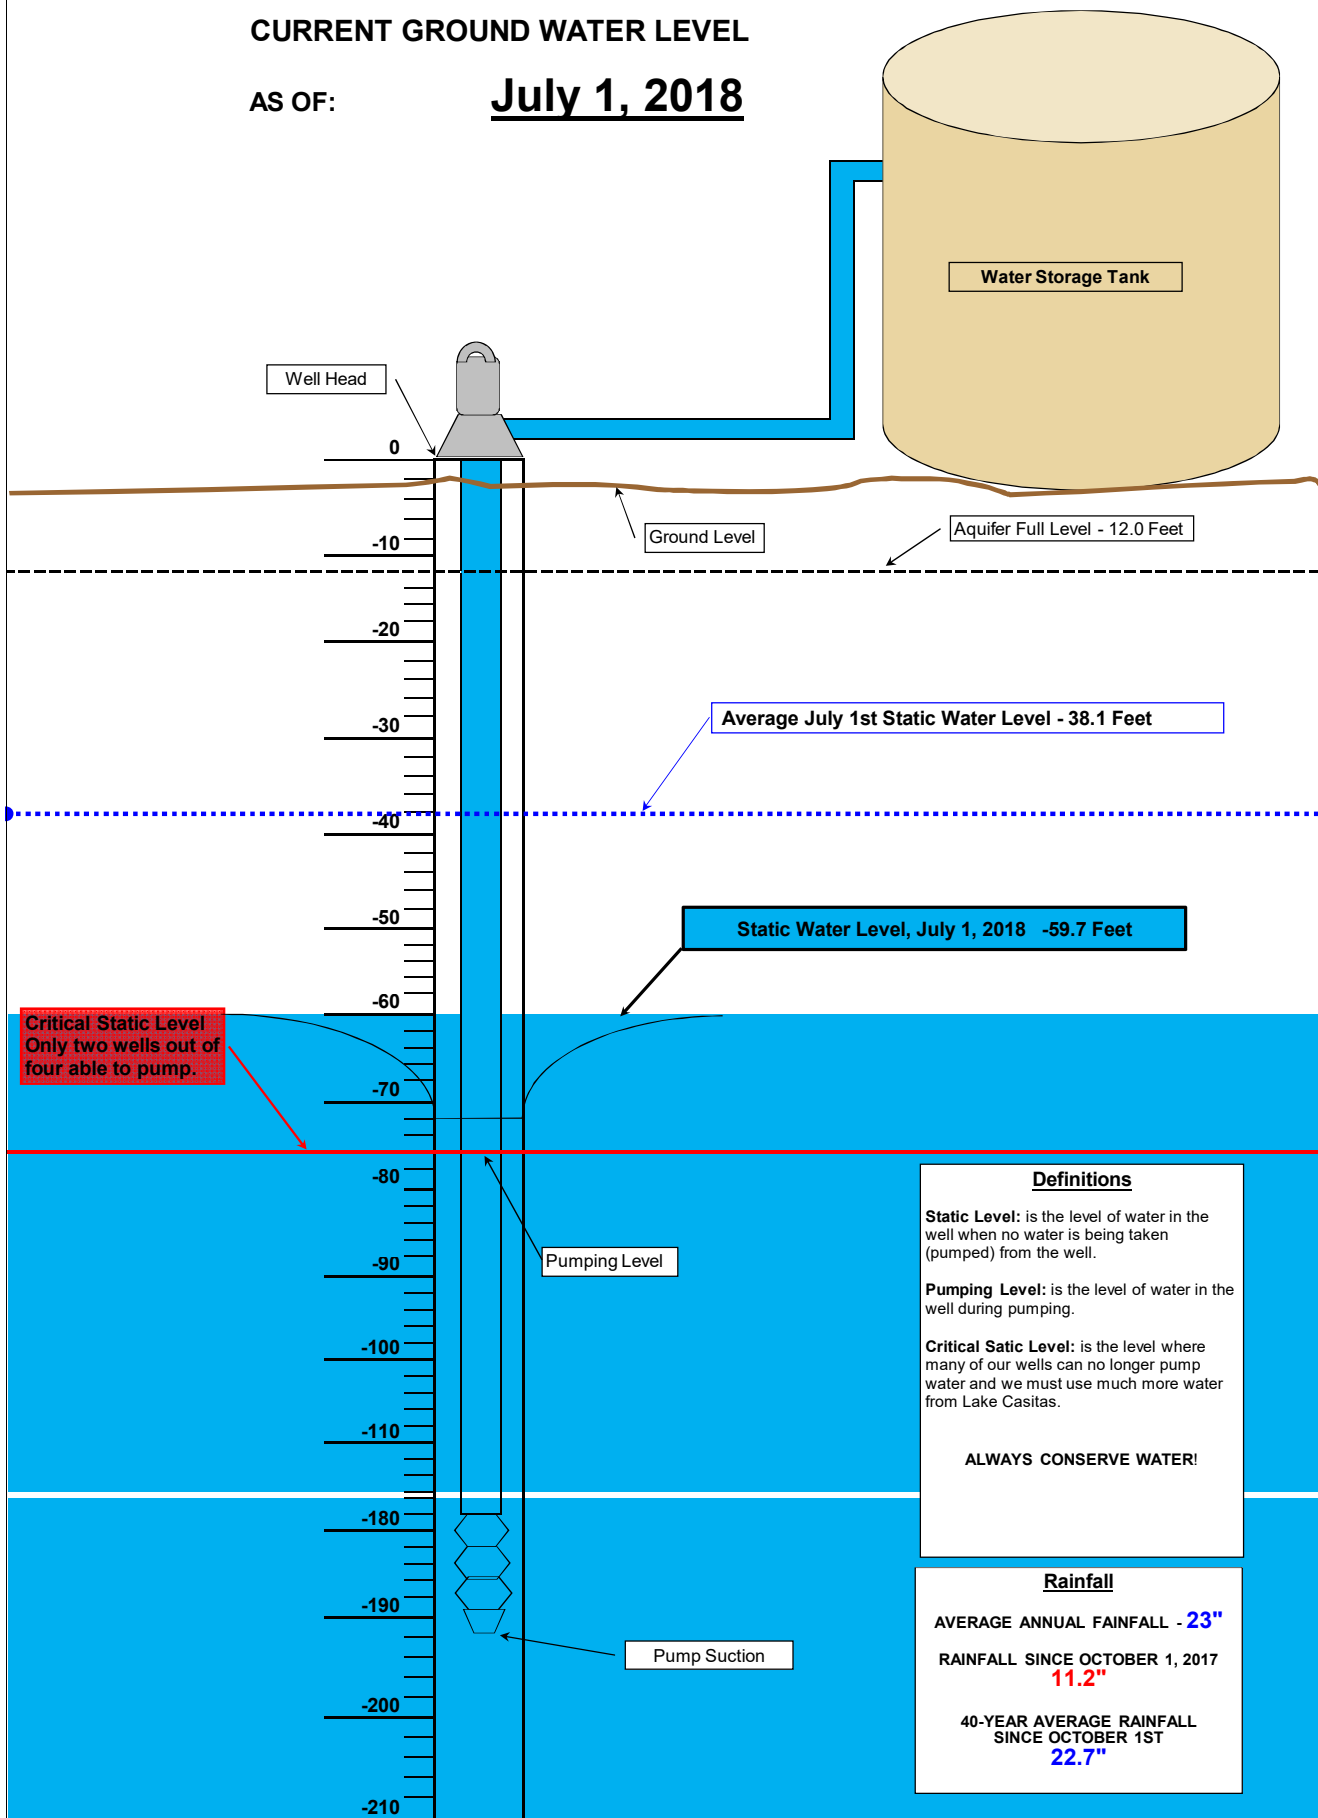 CURRENT GROUND WATER LEVEL
AS OF: July 1, 2018
Water Storage Tank
Well Head
0
Ground Level
Aquifer Full Level - 12.0 Feet
-10
-20
-30
Average July 1st Static Water Level - 38.1 Feet
-40
-50
Static Water Level, July 1, 2018 -59.7 Feet
-60
Critical Static Level
Only two wells out of
four able to pump.
-70
-80
-90
Pumping Level
-100
-110
Definitions
Static Level: is the level of water in the
well when no water is being taken
(pumped) from the well.
Pumping Level: is the level of water in the
well during pumping.
Critical Satic Level: is the level where
many of our wells can no longer pump
water and we must use much more water
from Lake Casitas.
ALWAYS CONSERVE WATER!
-180
-190
Pump Suction
-200
-210
Rainfall
AVERAGE ANNUAL FAINFALL - 23"
RAINFALL SINCE OCTOBER 1, 2017
11.2"
40-YEAR AVERAGE RAINFALL
SINCE OCTOBER 1ST
22.7"